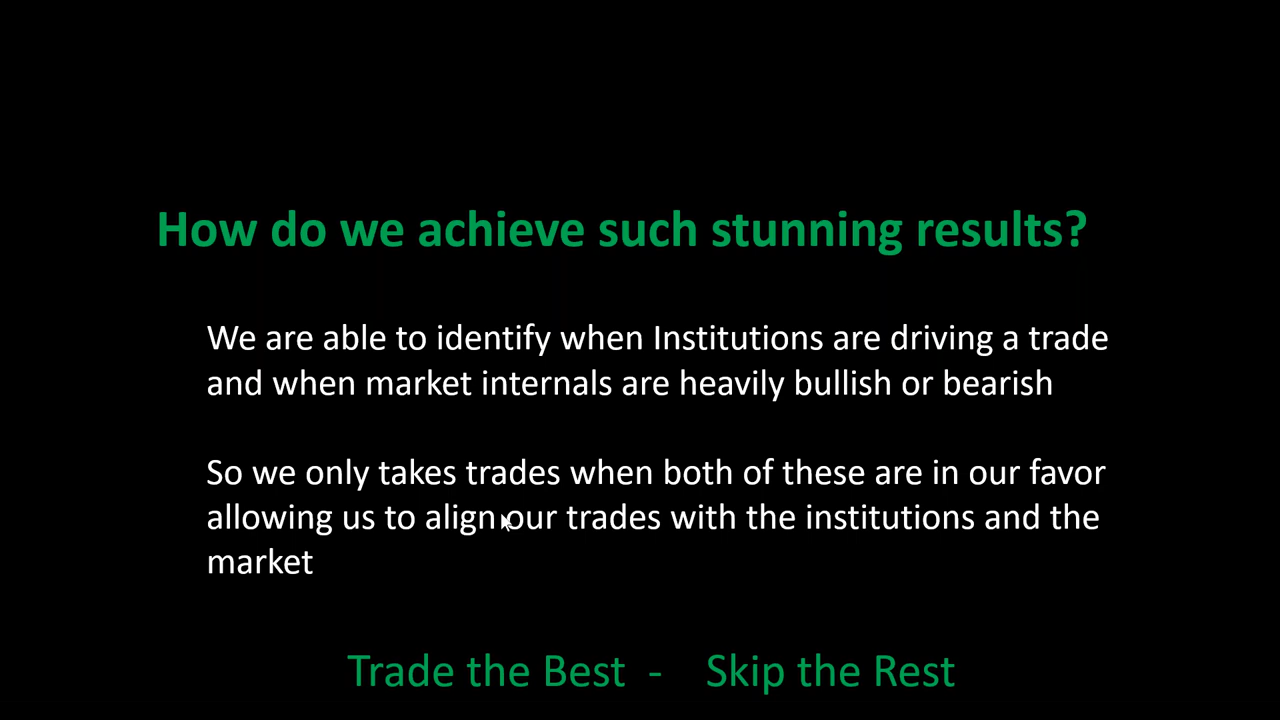 How do we achieve such stunning results?
We are able to identify when Institutions are driving a trade
and when market internals are heavily bullish or bearish
So we only takes trades when both of these are in our favor
allowing us to align our trades with the institutions and the
market
Trade the Best - Skip the Rest